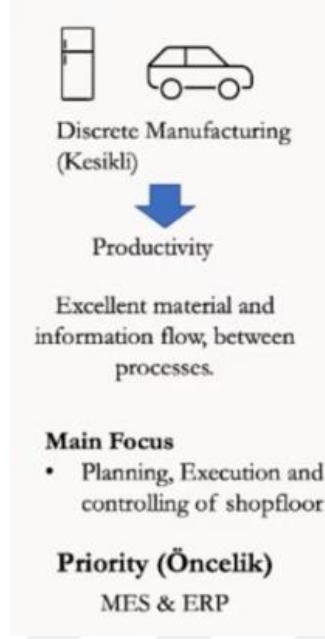 Discrete Manufacturing
(Kesikli)
Productivity
Excellent material and
information flow, between
processes.
Main Focus
• Planning, Execution and
controlling of shopfloor
Priority (Öncelik)
MES & ERP